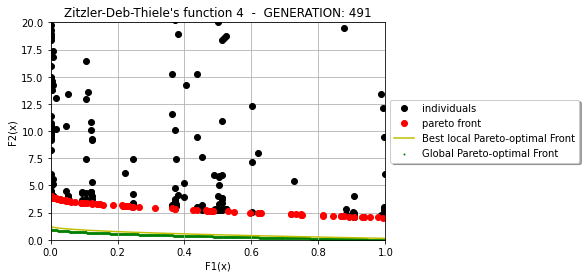 Zitzler-Deb-Thiele's function 4  -  GENERATION: 491
20.0
17.5
15.0
12.5
10.0
7.5
5.0
2.5
0.0
F2(x)
0.0 0.2 0.4 0.6 0.8 1.0
F1(x)
individuals
pareto front
Best local Pareto-optimal Front
Global Pareto-optimal Front